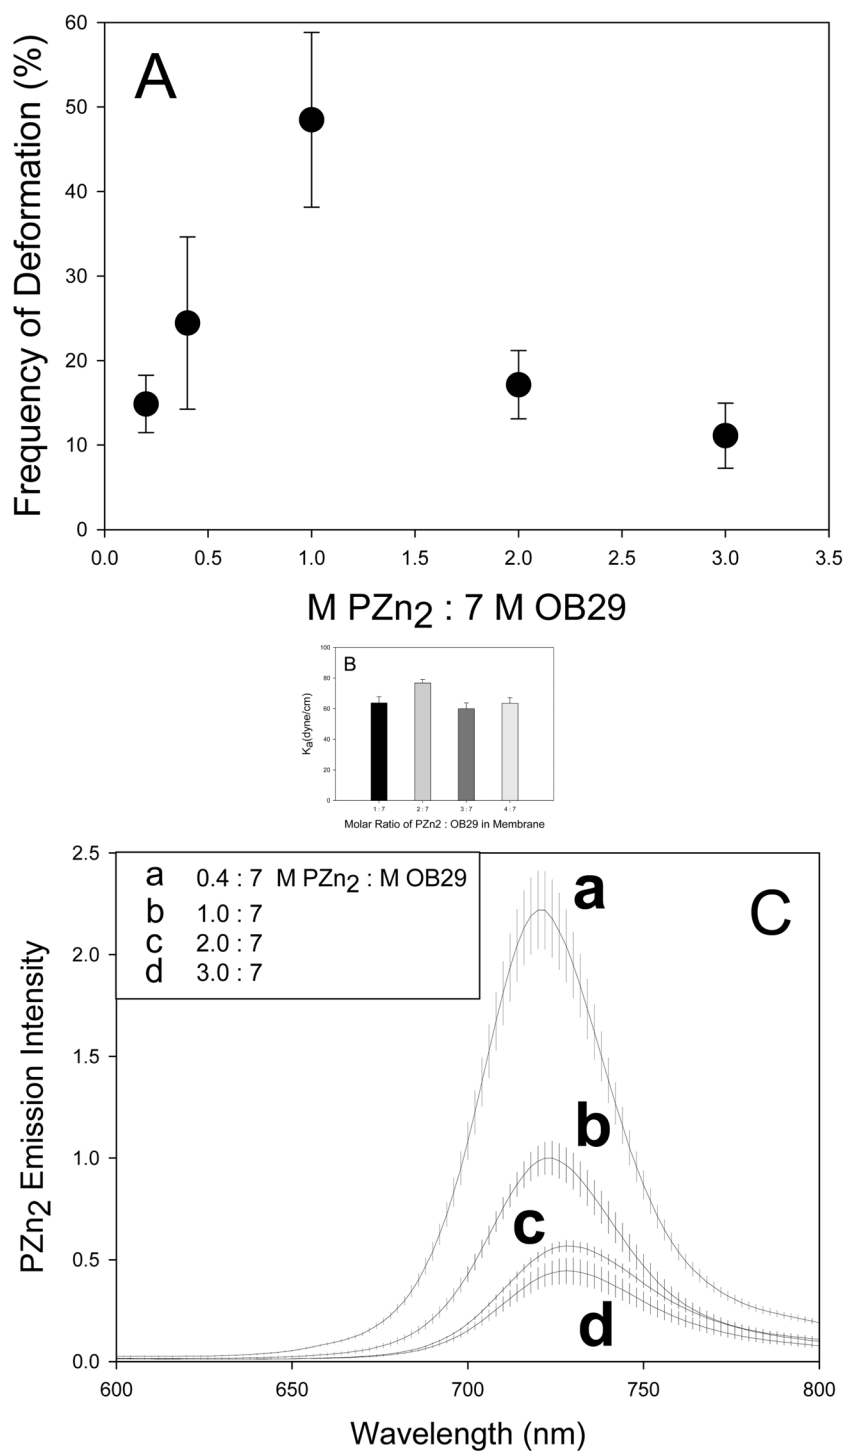 A
Frequency of Deformation (%)
60
50
40
30
20
10
0
0.0 0.5 1.0 1.5 2.0 2.5 3.0 3.5
M PZn2 : 7 M OB29
B
Ka(dyne/cm)
100
80
60
40
20
0
1 : 7 2 : 7 3 : 7 4 : 7
Molar Ratio of PZn2 : OB29 in Membrane
C
PZn2 Emission Intensity
2.5
2.0
1.5
1.0
0.5
0.0
a 0.4 : 7 M PZn2 : M OB29
b 1.0 : 7
c 2.0 : 7
d 3.0 : 7
a
b
c
d
600 650 700 750 800
Wavelength (nm)